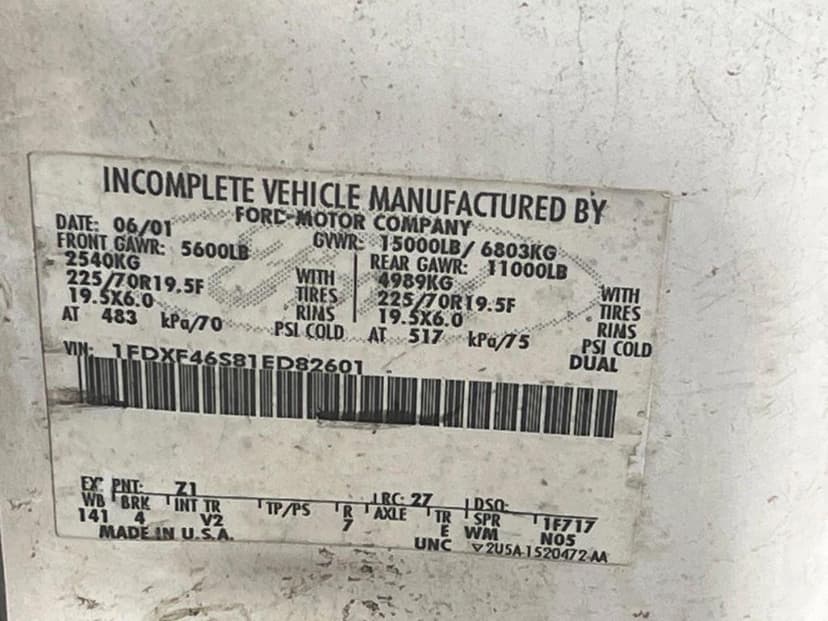 INCOMPLETE VEHICLE MANUFACTURED BY
FORD MOTOR COMPANY
DATE: 06/01 GVWR: 15000LB/ 6803KG
FRONT GAWR: 5600LB REAR GAWR: 11000LB
2540KG WITH 4989KG WITH
225/70R19.5F TIRES 225/70R19.5F TIRES
19.5X6.0 RIMS 19.5X6.0 RIMS
AT 483 kPa/70 PSI COLD AT 517 kPa/75 PSI COLD
DUAL
VIN: 1FDXF46S81ED82601
EXT PNT: Z1 RC: 27 DSO:
WB BRK INT TR TP/PS R AXLE TR SPR 1F717
141 4 V2 7 E WM N05
MADE IN U.S.A. UNC ▽2U5A-1520472-AA